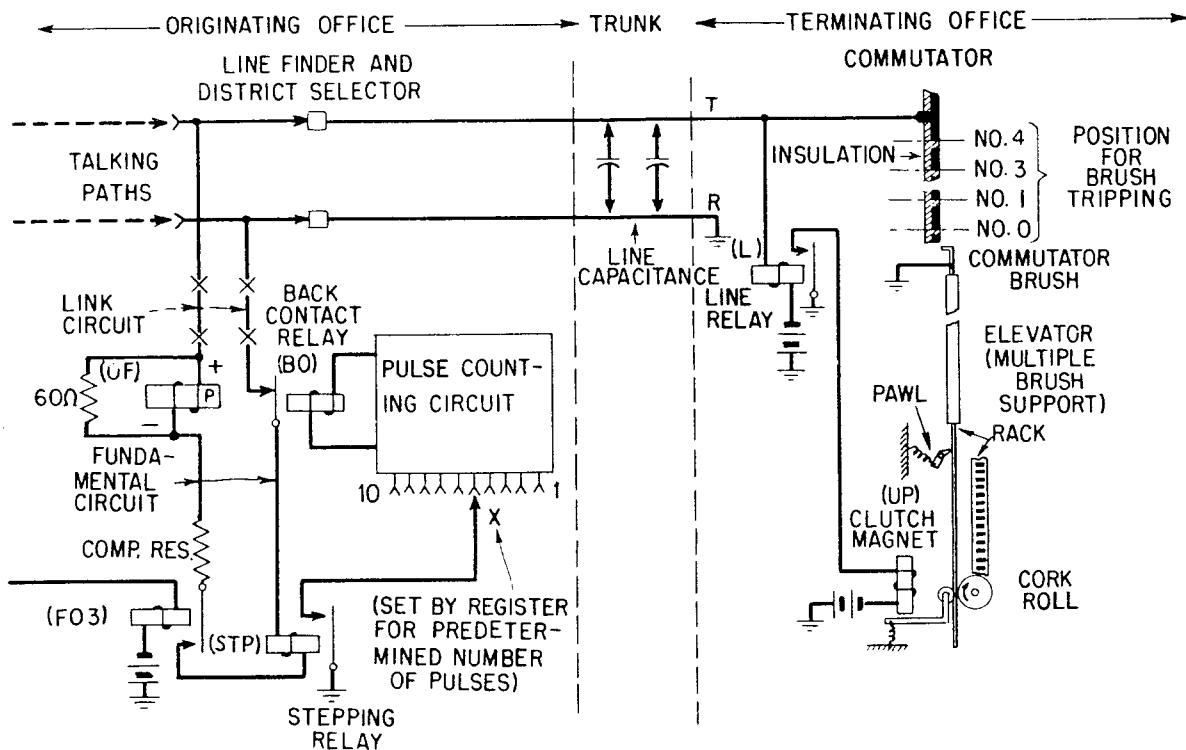 ORIGINATING OFFICE
TRUNK
TERMINATING OFFICE
LINE FINDER AND
DISTRICT SELECTOR
COMMUTATOR
T
TALKING
PATHS
INSULATION
NO. 4
NO. 3
NO. 1
NO. 0
POSITION
FOR
BRUSH
TRIPPING
R
LINE
CAPACITANCE
(L)
LINE
RELAY
COMMUTATOR
BRUSH
LINK
CIRCUIT
BACK
CONTACT
RELAY
(BO)
ELEVATOR
(MULTIPLE
BRUSH
SUPPORT)
(OF)
+
60Ω
P
−
PULSE COUNT-
ING CIRCUIT
PAWL
RACK
FUNDA-
MENTAL
CIRCUIT
10
1
X
(UP)
CLUTCH
MAGNET
COMP. RES.
(SET BY REGISTER
FOR PREDETER-
MINED NUMBER
OF PULSES)
CORK
ROLL
(FO3)
(STP)
STEPPING
RELAY